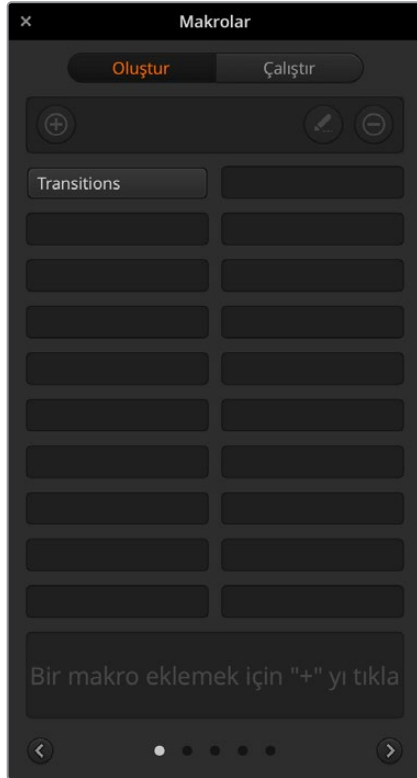 Makrolar
Oluştur Çalıştır
Transitions
Bir makro eklemek için "+" yı tıkla